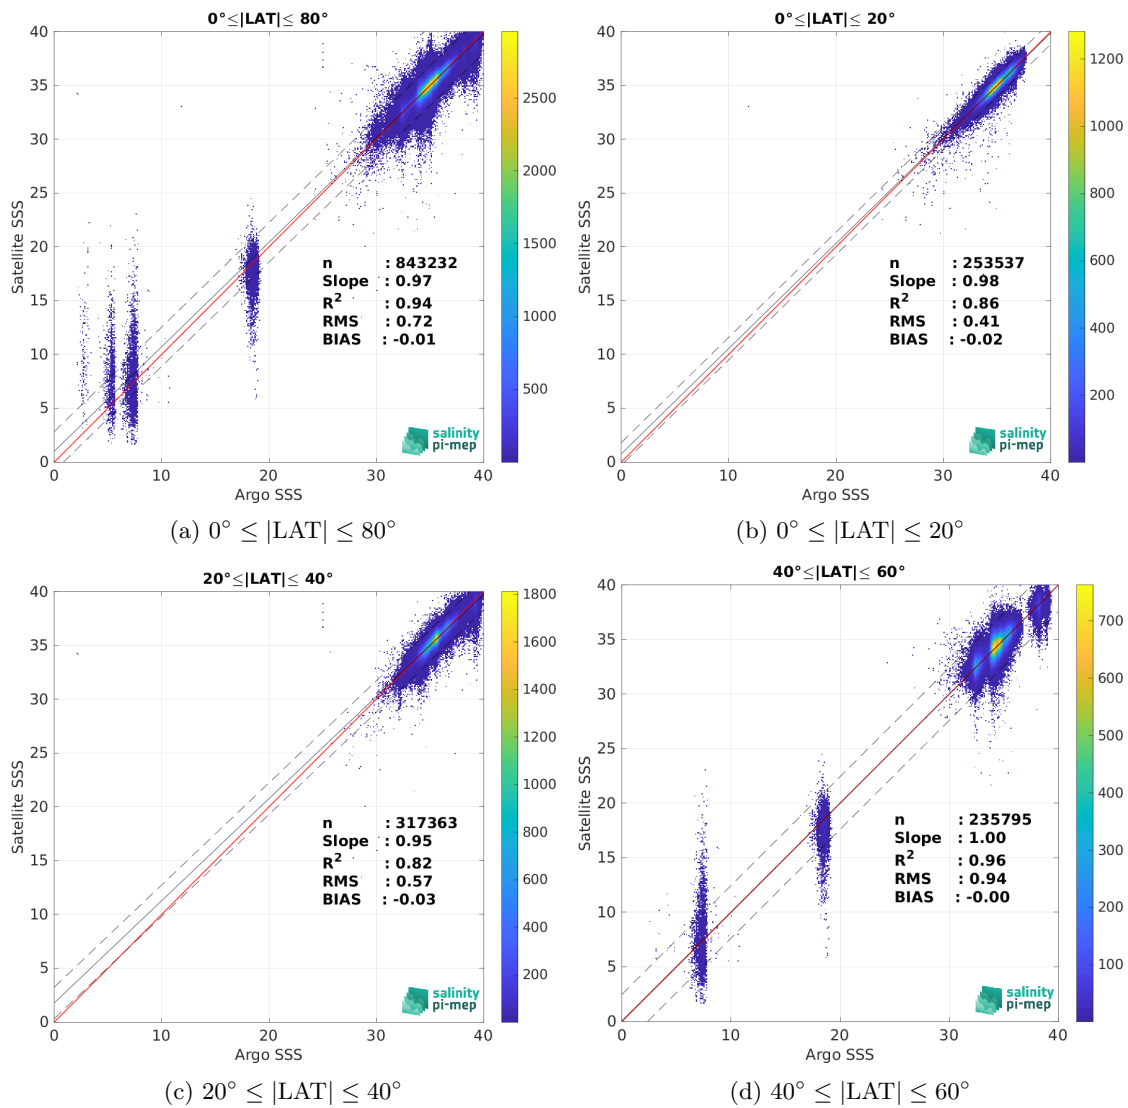 0°≤|LAT|≤ 80°
40
35
30
25
20
15
10
5
0
Satellite SSS
0
10
20
30
40
Argo SSS
n : 843232
Slope : 0.97
R² : 0.94
RMS : 0.72
BIAS : -0.01
salinity
pi-mep
2500
2000
1500
1000
500
(a) 0° ≤ |LAT| ≤ 80°
0°≤|LAT|≤ 20°
40
35
30
25
20
15
10
5
0
Satellite SSS
0
10
20
30
40
Argo SSS
n : 253537
Slope : 0.98
R² : 0.86
RMS : 0.41
BIAS : -0.02
salinity
pi-mep
1200
1000
800
600
400
200
(b) 0° ≤ |LAT| ≤ 20°
20°≤|LAT|≤ 40°
40
35
30
25
20
15
10
5
0
Satellite SSS
0
10
20
30
40
Argo SSS
n : 317363
Slope : 0.95
R² : 0.82
RMS : 0.57
BIAS : -0.03
salinity
pi-mep
1800
1600
1400
1200
1000
800
600
400
200
(c) 20° ≤ |LAT| ≤ 40°
40°≤|LAT|≤ 60°
40
35
30
25
20
15
10
5
0
Satellite SSS
0
10
20
30
40
Argo SSS
n : 235795
Slope : 1.00
R² : 0.96
RMS : 0.94
BIAS : -0.00
salinity
pi-mep
700
600
500
400
300
200
100
(d) 40° ≤ |LAT| ≤ 60°